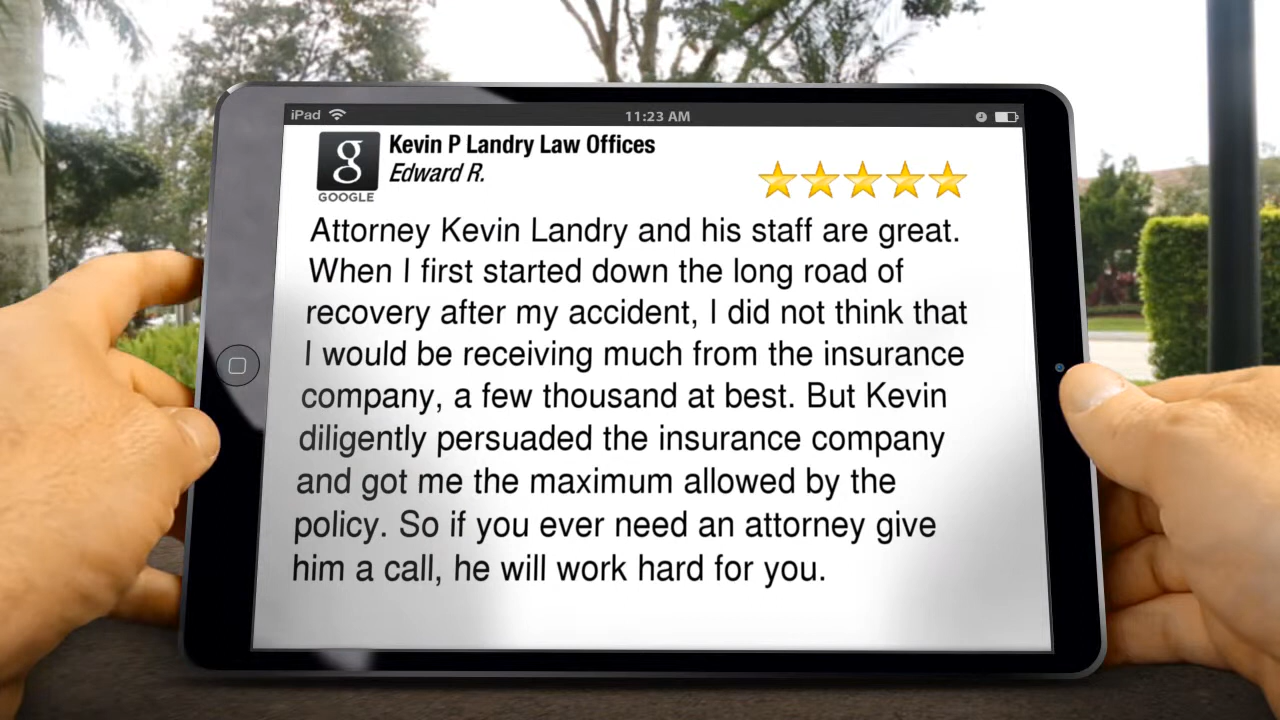 iPad 11:23 AM
Kevin P Landry Law Offices
Edward R.
g
GOOGLE
Attorney Kevin Landry and his staff are great.
When I first started down the long road of
recovery after my accident, I did not think that
I would be receiving much from the insurance
company, a few thousand at best. But Kevin
diligently persuaded the insurance company
and got me the maximum allowed by the
policy. So if you ever need an attorney give
him a call, he will work hard for you.